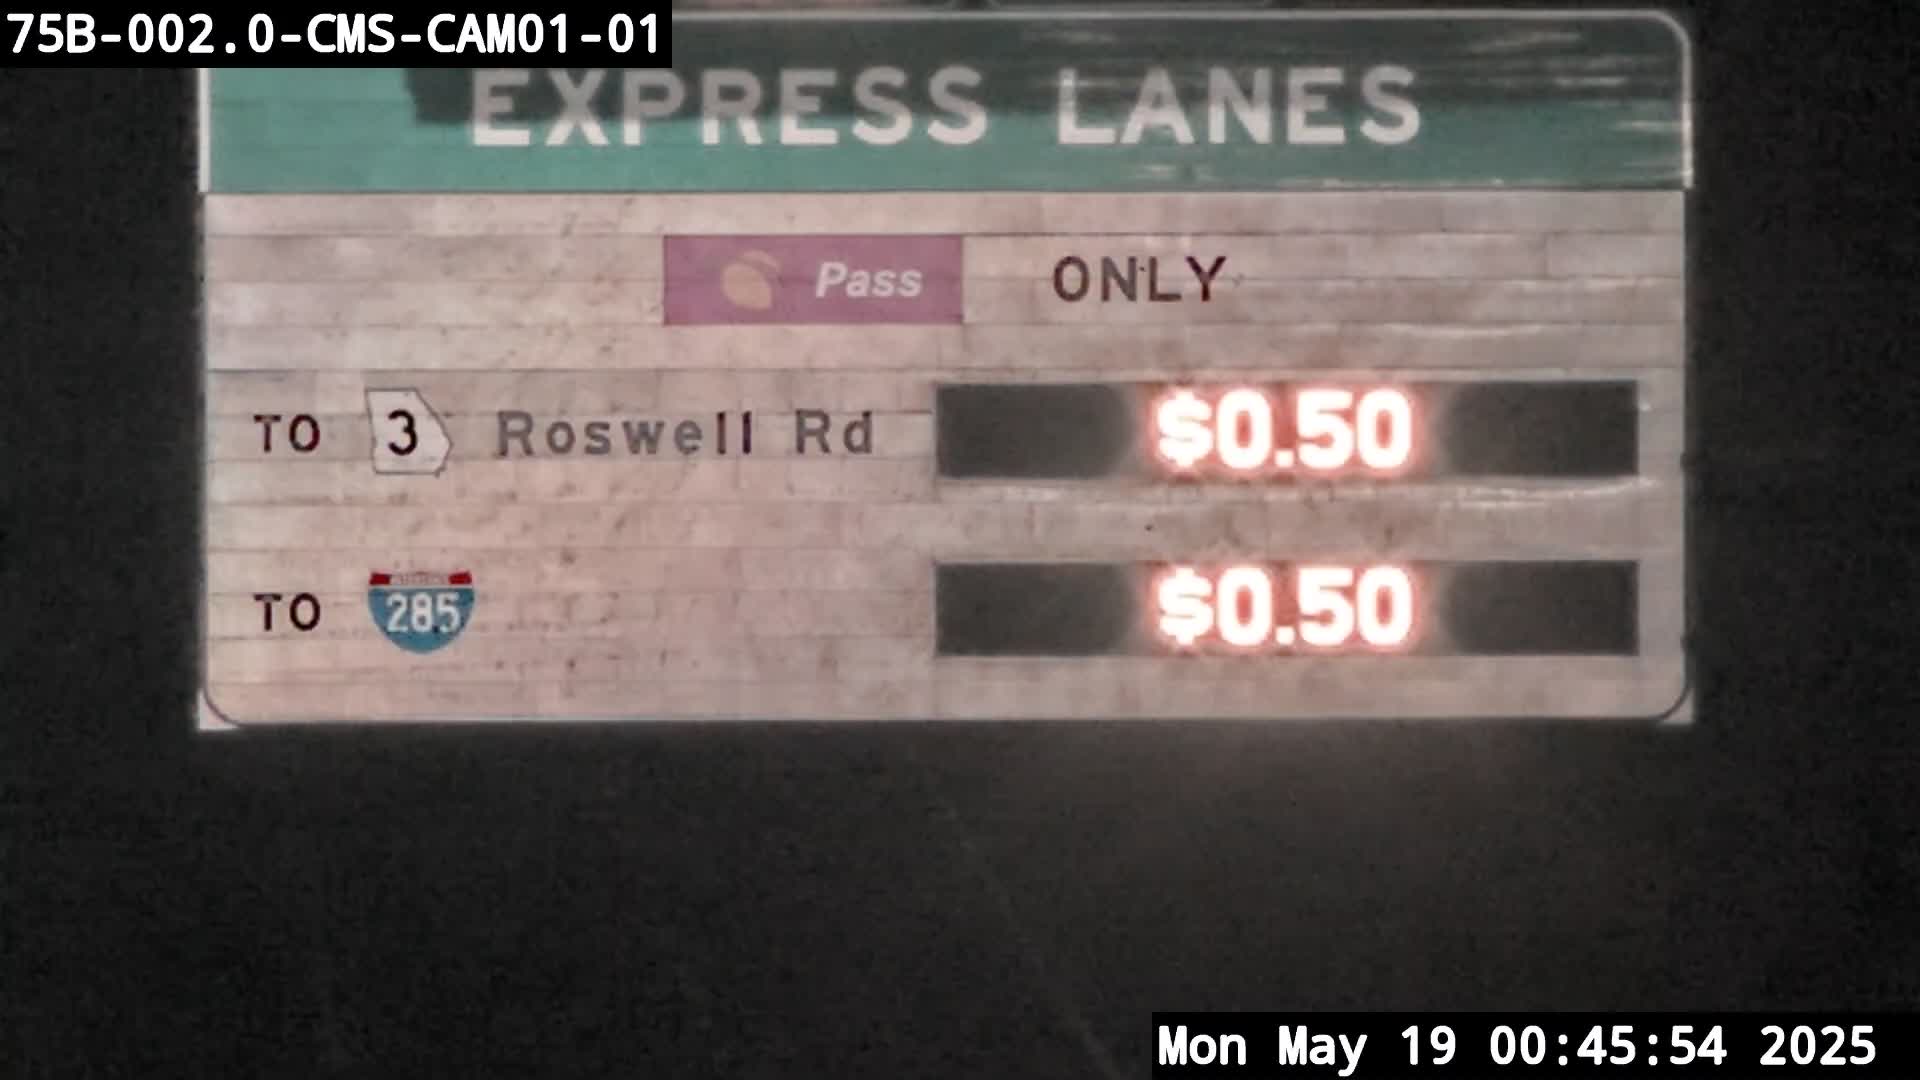 75B-002.0-CMS-CAM01-01
EXPRESS LANES
Pass ONLY
TO 3 Roswell Rd $0.50
TO 285 $0.50
Mon May 19 00:45:54 2025